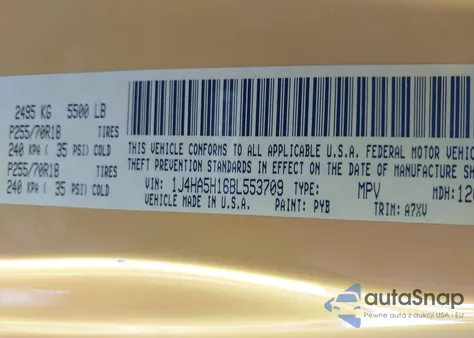 2495 KG 5500 LB
P255/70R18 TIRES
240 KPA ( 35 PSI) COLD
P255/70R18 TIRES
240 KPA ( 35 PSI) COLD
THIS VEHICLE CONFORMS TO ALL APPLICABLE U.S.A. FEDERAL MOTOR VEHIC
THEFT PREVENTION STANDARDS IN EFFECT ON THE DATE OF MANUFACTURE SH
VIN: 1J4HA5H16BL553709 TYPE: MPV MDH: 120
VEHICLE MADE IN U.S.A. PAINT: PYB TRIM: A7XV
autoSnap
Pewne auta z aukcji USA i EU